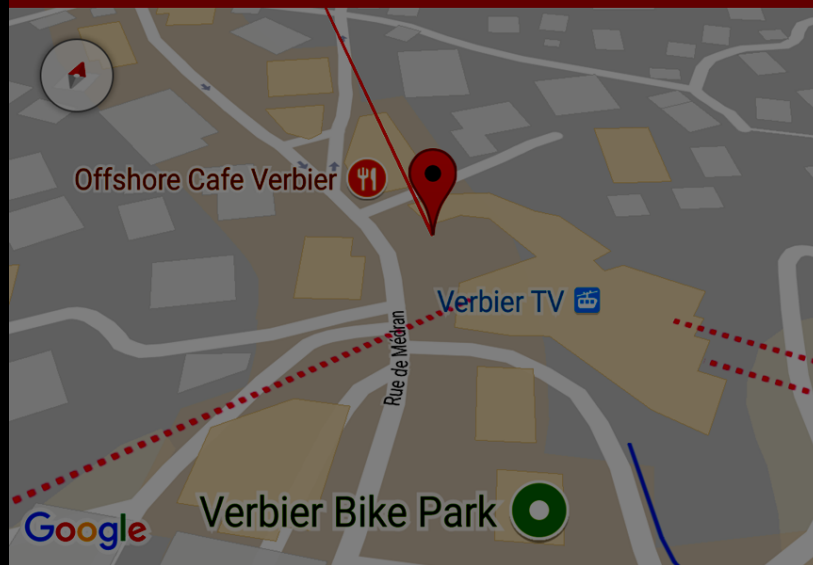 Offshore Cafe Verbier
Verbier TV
Rue de Médran
Verbier Bike Park
Google